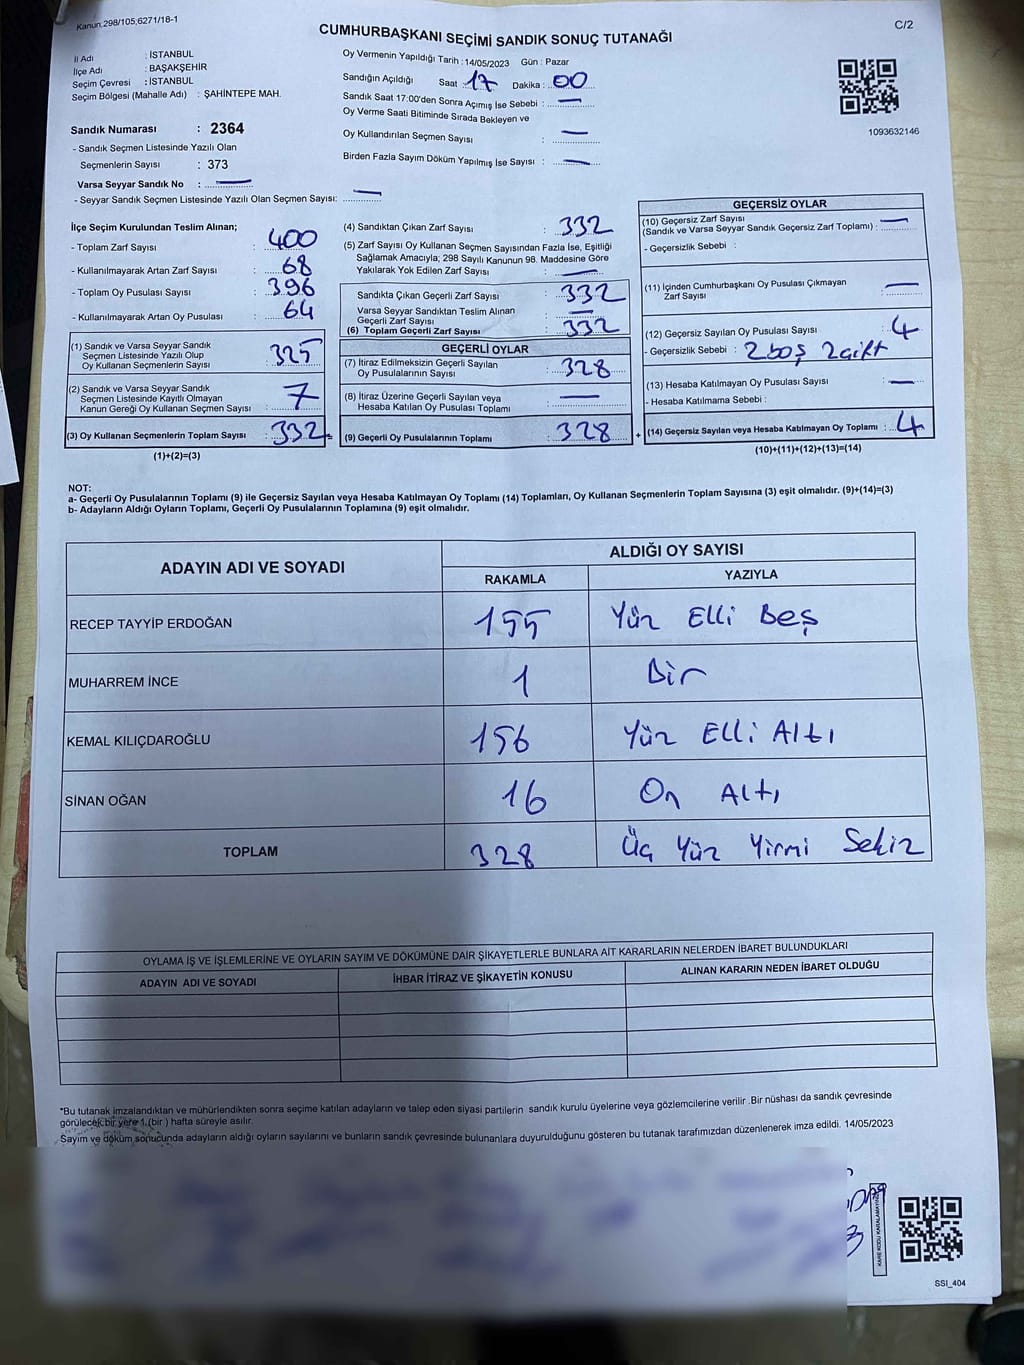 Kanun.298/105;6271/18-1
CUMHURBAŞKANI SEÇİMİ SANDIK SONUÇ TUTANAĞI
C/2
İl Adı : İSTANBUL
İlçe Adı : BAŞAKŞEHİR
Seçim Çevresi : İSTANBUL
Seçim Bölgesi (Mahalle Adı) : ŞAHİNTEPE MAH.
Sandık Numarası : 2364
- Sandık Seçmen Listesinde Yazılı Olan
Seçmenlerin Sayısı : 373
Varsa Seyyar Sandık No : —
- Seyyar Sandık Seçmen Listesinde Yazılı Olan Seçmen Sayısı: —
Oy Vermenin Yapıldığı Tarih : 14/05/2023 Gün : Pazar
Sandığın Açıldığı Saat : 17 Dakika : 00
Sandık Saat 17:00'den Sonra Açımış İse Sebebi : —
Oy Verme Saati Bitiminde Sırada Bekleyen ve
Oy Kullandırılan Seçmen Sayısı : —
Birden Fazla Sayım Döküm Yapılmış İse Sayısı : —
1093632146
İlçe Seçim Kurulundan Teslim Alınan;
- Toplam Zarf Sayısı : 400
- Kullanılmayarak Artan Zarf Sayısı : 68
- Toplam Oy Pusulası Sayısı : 396
- Kullanılmayarak Artan Oy Pusulası : 64
(1) Sandık ve Varsa Seyyar Sandık
Seçmen Listesinde Yazılı Olup
Oy Kullanan Seçmenlerin Sayısı : 325
(2) Sandık ve Varsa Seyyar Sandık
Seçmen Listesinde Kayıtlı Olmayan
Kanun Gereği Oy Kullanan Seçmen Sayısı : 7
(3) Oy Kullanan Seçmenlerin Toplam Sayısı : 332 =
(1)+(2)=(3)
(4) Sandıktan Çıkan Zarf Sayısı : 332
(5) Zarf Sayısı Oy Kullanan Seçmen Sayısından Fazla İse, Eşitliği
Sağlamak Amacıyla; 298 Sayılı Kanunun 98. Maddesine Göre
Yakılarak Yok Edilen Zarf Sayısı : —
Sandıkta Çıkan Geçerli Zarf Sayısı : 332
Varsa Seyyar Sandıktan Teslim Alınan
Geçerli Zarf Sayısı : —
(6) Toplam Geçerli Zarf Sayısı : 332
GEÇERLİ OYLAR
(7) İtiraz Edilmeksizin Geçerli Sayılan
Oy Pusulalarının Sayısı : 328
(8) İtiraz Üzerine Geçerli Sayılan veya
Hesaba Katılan Oy Pusulası Toplamı : —
(9) Geçerli Oy Pusulalarının Toplamı : 328 +
GEÇERSİZ OYLAR
(10) Geçersiz Zarf Sayısı
(Sandık ve Varsa Seyyar Sandık Geçersiz Zarf Toplamı) : —
- Geçersizlik Sebebi :
(11) İçinden Cumhurbaşkanı Oy Pusulası Çıkmayan
Zarf Sayısı : —
(12) Geçersiz Sayılan Oy Pusulası Sayısı : 4
- Geçersizlik Sebebi : 2 boş 2 çift
(13) Hesaba Katılmayan Oy Pusulası Sayısı : —
- Hesaba Katılmama Sebebi :
(14) Geçersiz Sayılan veya Hesaba Katılmayan Oy Toplamı : 4
(10)+(11)+(12)+(13)=(14)
NOT:
a- Geçerli Oy Pusulalarının Toplamı (9) ile Geçersiz Sayılan veya Hesaba Katılmayan Oy Toplamı (14) Toplamları, Oy Kullanan Seçmenlerin Toplam Sayısına (3) eşit olmalıdır. (9)+(14)=(3)
b- Adayların Aldığı Oyların Toplamı, Geçerli Oy Pusulalarının Toplamına (9) eşit olmalıdır.
ADAYIN ADI VE SOYADI ALDIĞI OY SAYISI
RAKAMLA YAZIYLA
RECEP TAYYİP ERDOĞAN 155 Yüz Elli Beş
MUHARREM İNCE 1 Bir
KEMAL KILIÇDAROĞLU 156 Yüz Elli Altı
SİNAN OĞAN 16 On Altı
TOPLAM 328 Üç Yüz Yirmi Sekiz
OYLAMA İŞ VE İŞLEMLERİNE VE OYLARIN SAYIM VE DÖKÜMÜNE DAİR ŞİKAYETLERLE BUNLARA AİT KARARLARIN NELERDEN İBARET BULUNDUKLARI
ADAYIN ADI VE SOYADI İHBAR İTİRAZ VE ŞİKAYETİN KONUSU ALINAN KARARIN NEDEN İBARET OLDUĞU
*Bu tutanak imzalandıktan ve mühürlendikten sonra seçime katılan adayların ve talep eden siyasi partilerin sandık kurulu üyelerine veya gözlemcilerine verilir .Bir nüshası da sandık çevresinde
görülecek bir yere 1 (bir ) hafta süreyle asılır.
Sayım ve döküm sonucunda adayların aldığı oyların sayılarını ve bunların sandık çevresinde bulunanlara duyurulduğunu gösteren bu tutanak tarafımızdan düzenlenerek imza edildi. 14/05/2023
KARE KODU KARALAMAYINIZ
SSI_404